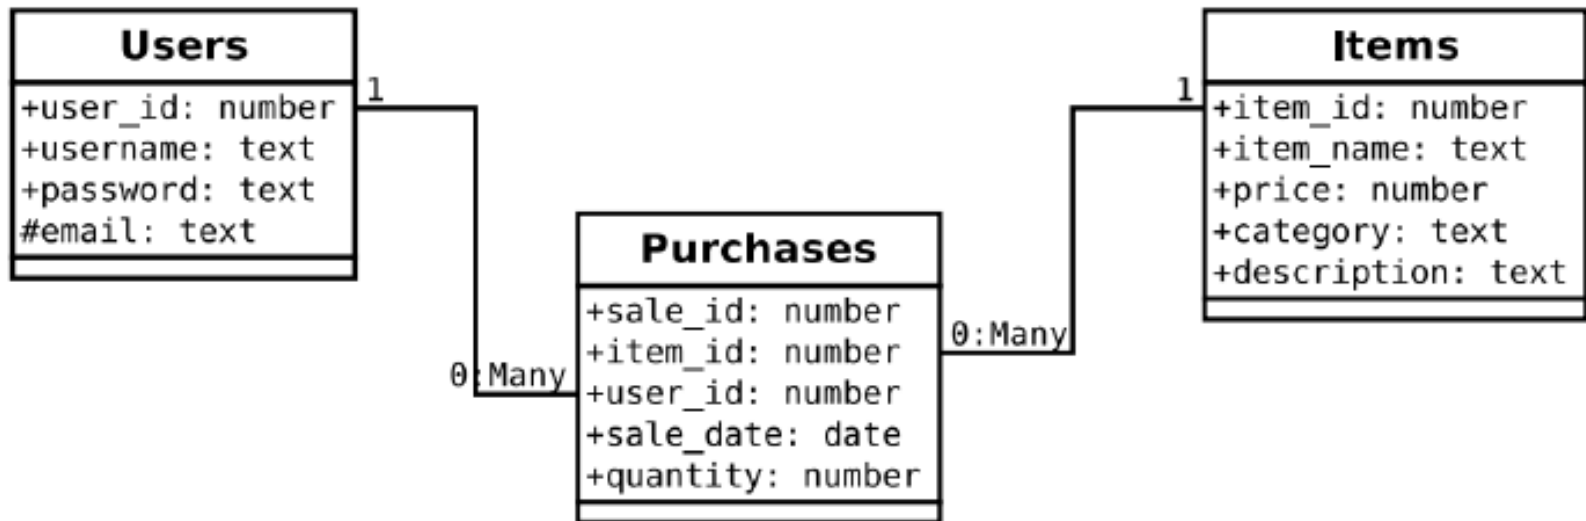 Users
+user_id: number
+username: text
+password: text
#email: text
1
0:Many
Purchases
+sale_id: number
+item_id: number
+user_id: number
+sale_date: date
+quantity: number
0:Many
1
Items
+item_id: number
+item_name: text
+price: number
+category: text
+description: text